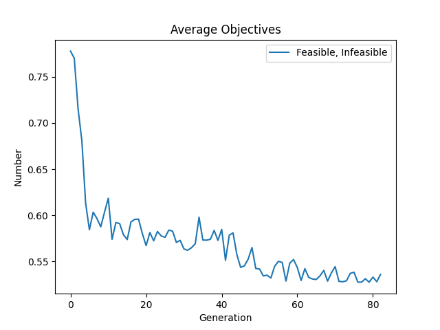 Average Objectives
Feasible, Infeasible
Number
0.75
0.70
0.65
0.60
0.55
0
20
40
60
80
Generation